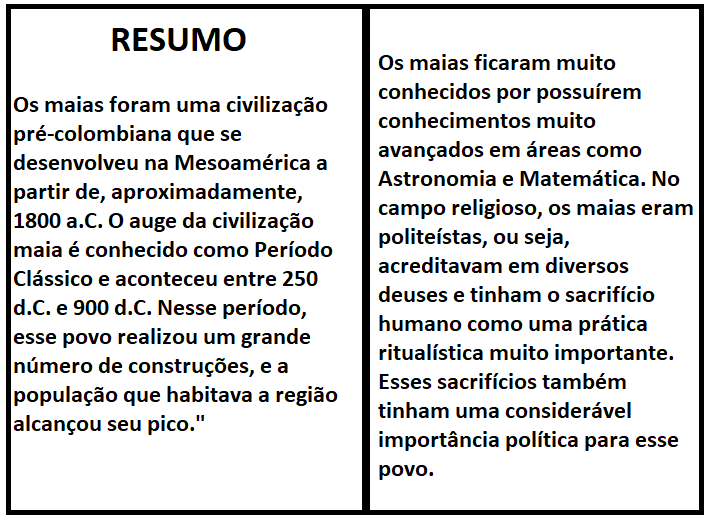 RESUMO
Os maias foram uma civilização
pré-colombiana que se
desenvolveu na Mesoamérica a
partir de, aproximadamente,
1800 a.C. O auge da civilização
maia é conhecido como Período
Clássico e aconteceu entre 250
d.C. e 900 d.C. Nesse período,
esse povo realizou um grande
número de construções, e a
população que habitava a região
alcançou seu pico."
Os maias ficaram muito
conhecidos por possuírem
conhecimentos muito
avançados em áreas como
Astronomia e Matemática. No
campo religioso, os maias eram
politeístas, ou seja,
acreditavam em diversos
deuses e tinham o sacrifício
humano como uma prática
ritualística muito importante.
Esses sacrifícios também
tinham uma considerável
importância política para esse
povo.